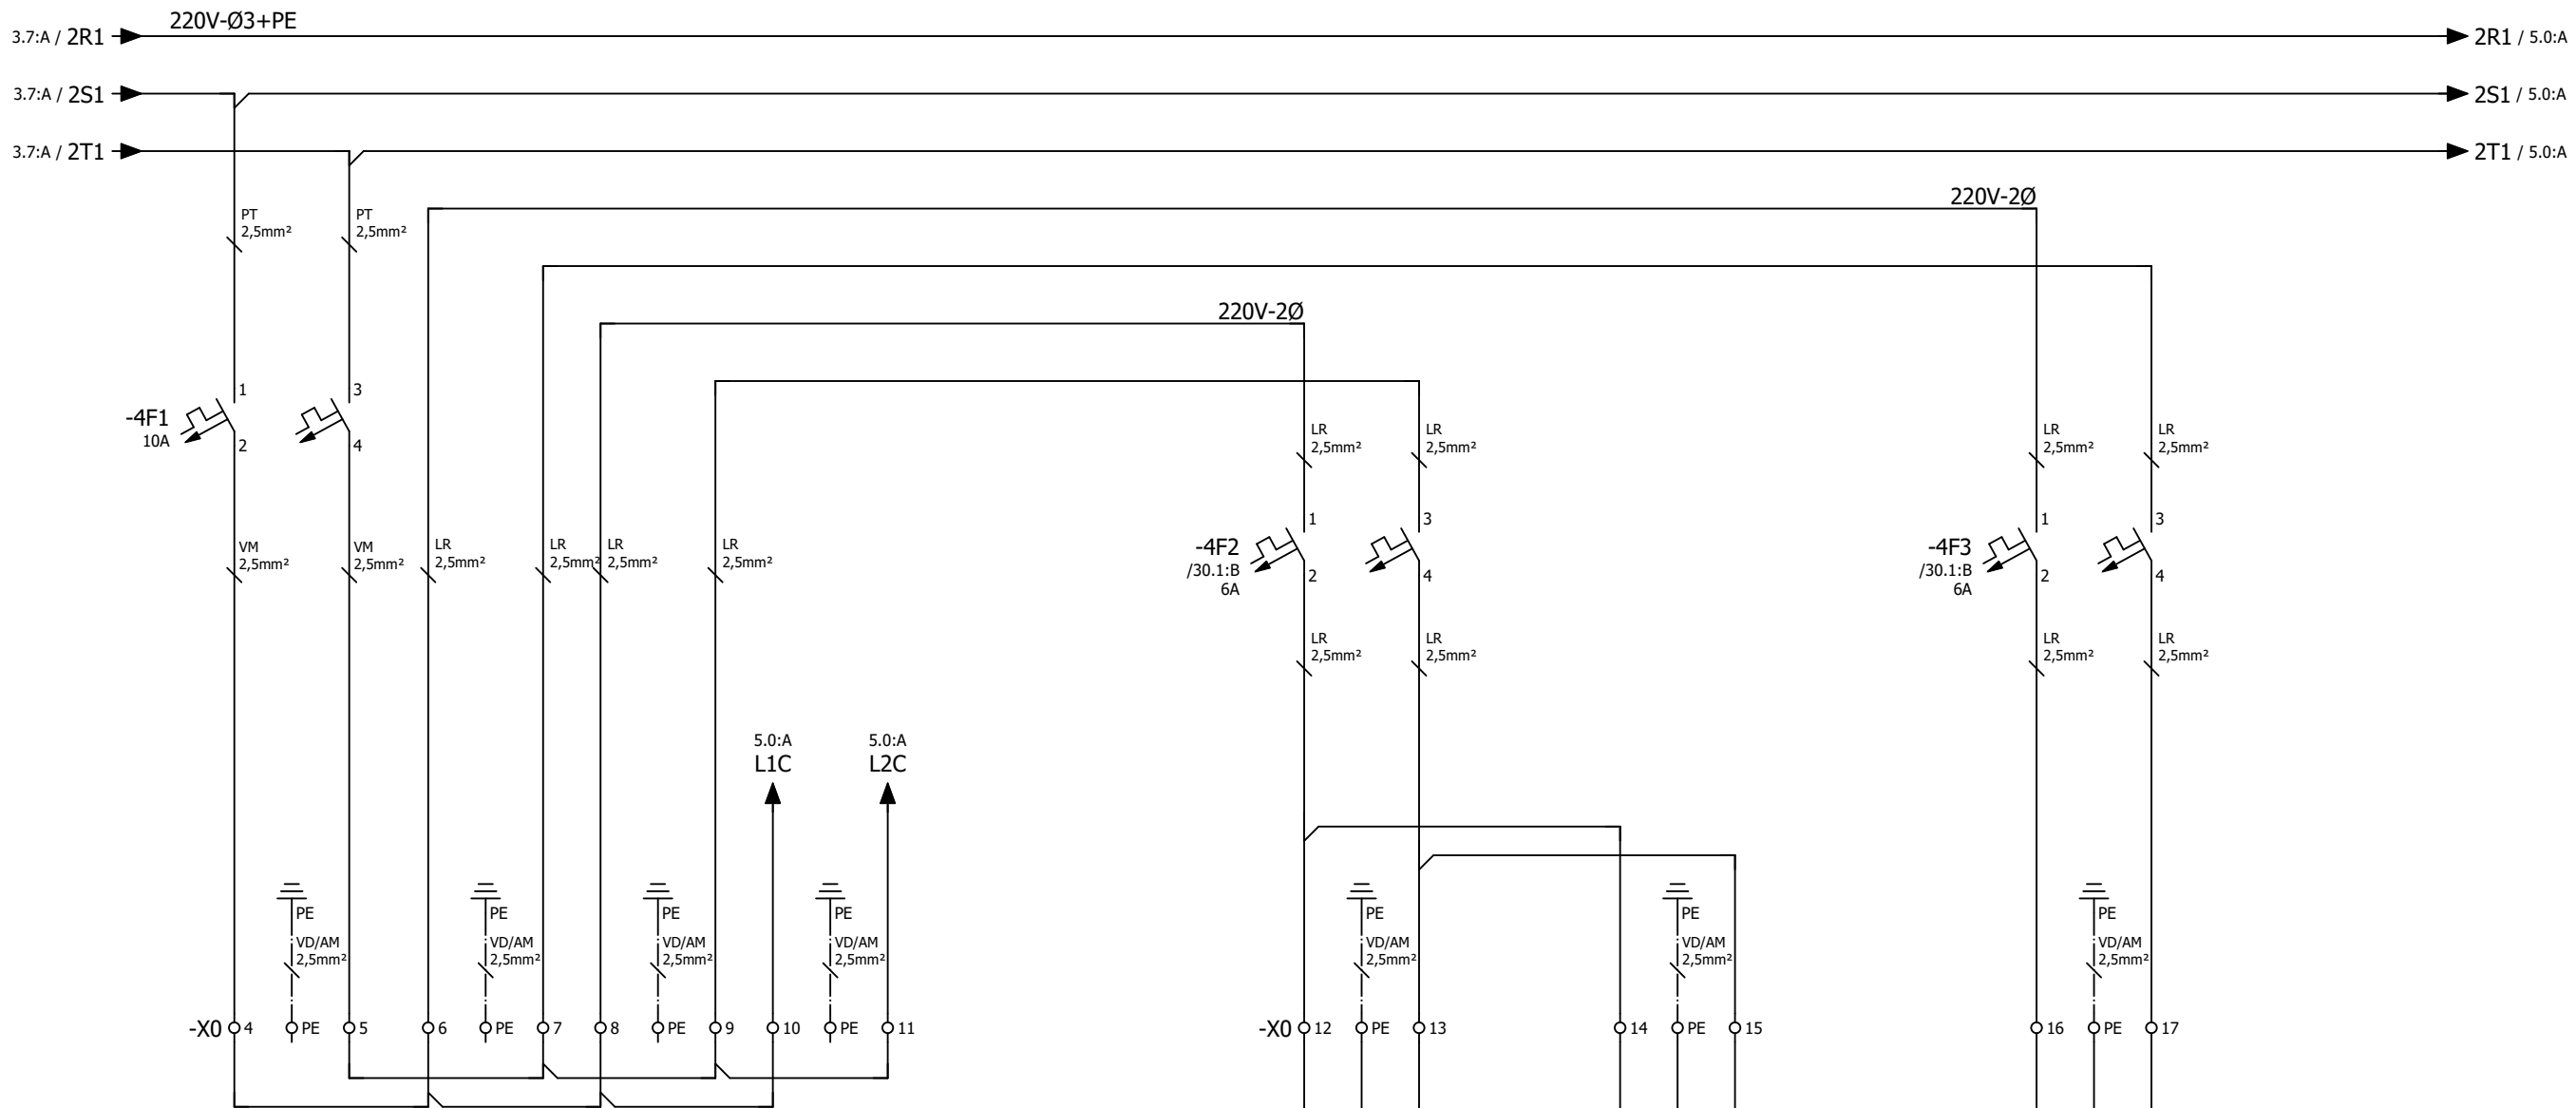 220V-Ø3+PE
3.7:A / 2R1
2R1 / 5.0:A
3.7:A / 2S1
2S1 / 5.0:A
3.7:A / 2T1
2T1 / 5.0:A
220V-2Ø
PT
2,5mm²
PT
2,5mm²
220V-2Ø
1
3
-4F1
10A
2
4
LR
2,5mm²
LR
2,5mm²
LR
2,5mm²
LR
2,5mm²
VM
2,5mm²
VM
2,5mm²
LR
2,5mm²
LR
2,5mm²
LR
2,5mm²
LR
2,5mm²
1
3
-4F2
/30.1:B
6A
2
4
1
3
-4F3
/30.1:B
6A
2
4
LR
2,5mm²
LR
2,5mm²
LR
2,5mm²
LR
2,5mm²
5.0:A
L1C
5.0:A
L2C
PE
VD/AM
2,5mm²
PE
VD/AM
2,5mm²
PE
VD/AM
2,5mm²
PE
VD/AM
2,5mm²
PE
VD/AM
2,5mm²
PE
VD/AM
2,5mm²
PE
VD/AM
2,5mm²
-X0 4 PE 5 6 PE 7 8 PE 9 10 PE 11
-X0 12 PE 13 14 PE 15 16 PE 17